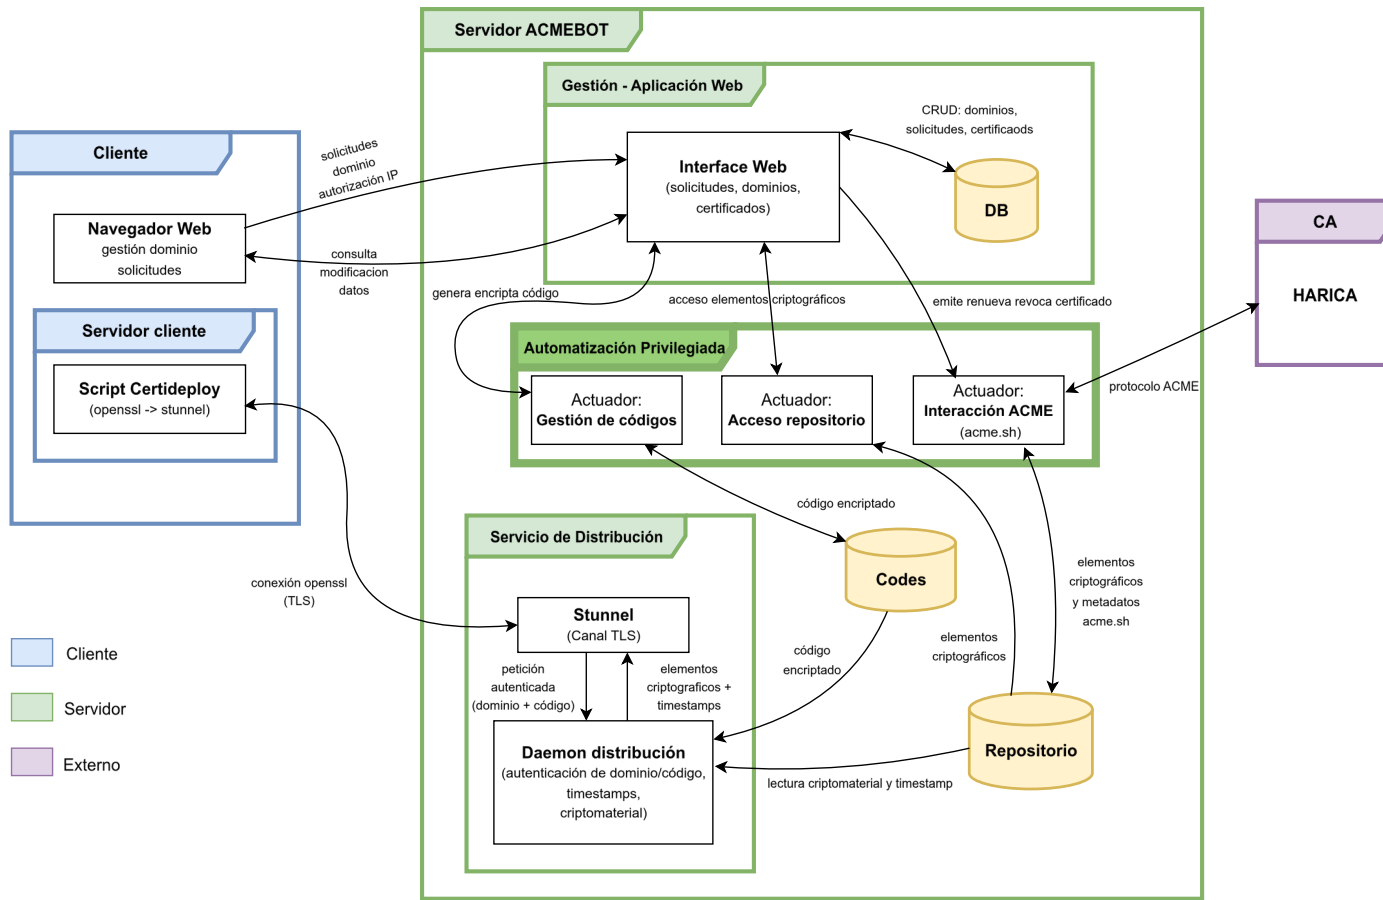 Servidor ACMEBOT
Gestión - Aplicación Web
CRUD: dominios,
solicitudes, certificaods
Interface Web
(solicitudes, dominios,
certificados)
DB
Cliente
solicitudes
dominio
autorización IP
Navegador Web
gestión dominio
solicitudes
consulta
modificacion
datos
genera encripta código
acceso elementos criptográficos
emite renueva revoca certificado
CA
HARICA
Servidor cliente
Script Certideploy
(openssl -> stunnel)
Automatización Privilegiada
Actuador:
Gestión de códigos
Actuador:
Acceso repositorio
Actuador:
Interacción ACME
(acme.sh)
protocolo ACME
código encriptado
Servicio de Distribución
Codes
conexión openssl
(TLS)
Stunnel
(Canal TLS)
elementos
criptográficos
y metadatos
acme.sh
petición
autenticada
(dominio + código)
elementos
criptograficos +
timestamps
código
encriptado
elementos
criptográficos
Daemon distribución
(autenticación de dominio/código,
timestamps,
criptomaterial)
Repositorio
lectura criptomaterial y timestamp
Cliente
Servidor
Externo